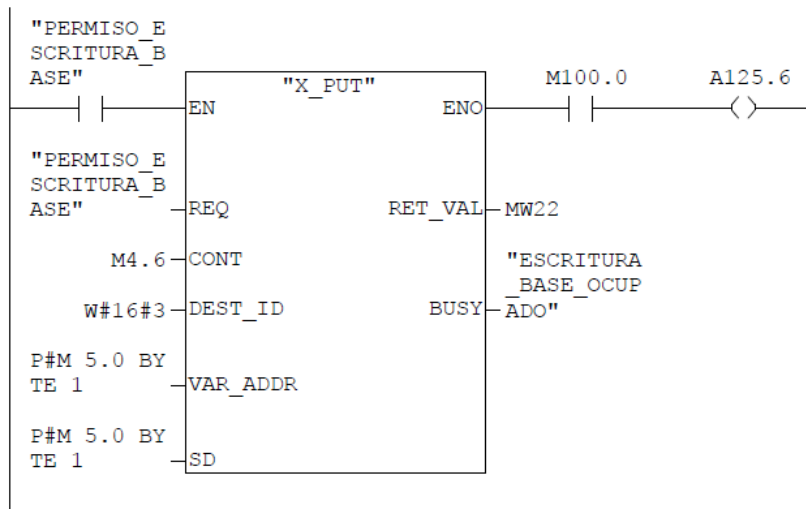 "PERMISO_E
SCRITURA_B
ASE"
"X_PUT"
M100.0
A125.6
EN
ENO
"PERMISO_E
SCRITURA_B
ASE"
REQ
RET_VAL
MW22
M4.6
CONT
"ESCRITURA
_BASE_OCUP
ADO"
W#16#3
DEST_ID
BUSY
P#M 5.0 BY
TE 1
VAR_ADDR
P#M 5.0 BY
TE 1
SD